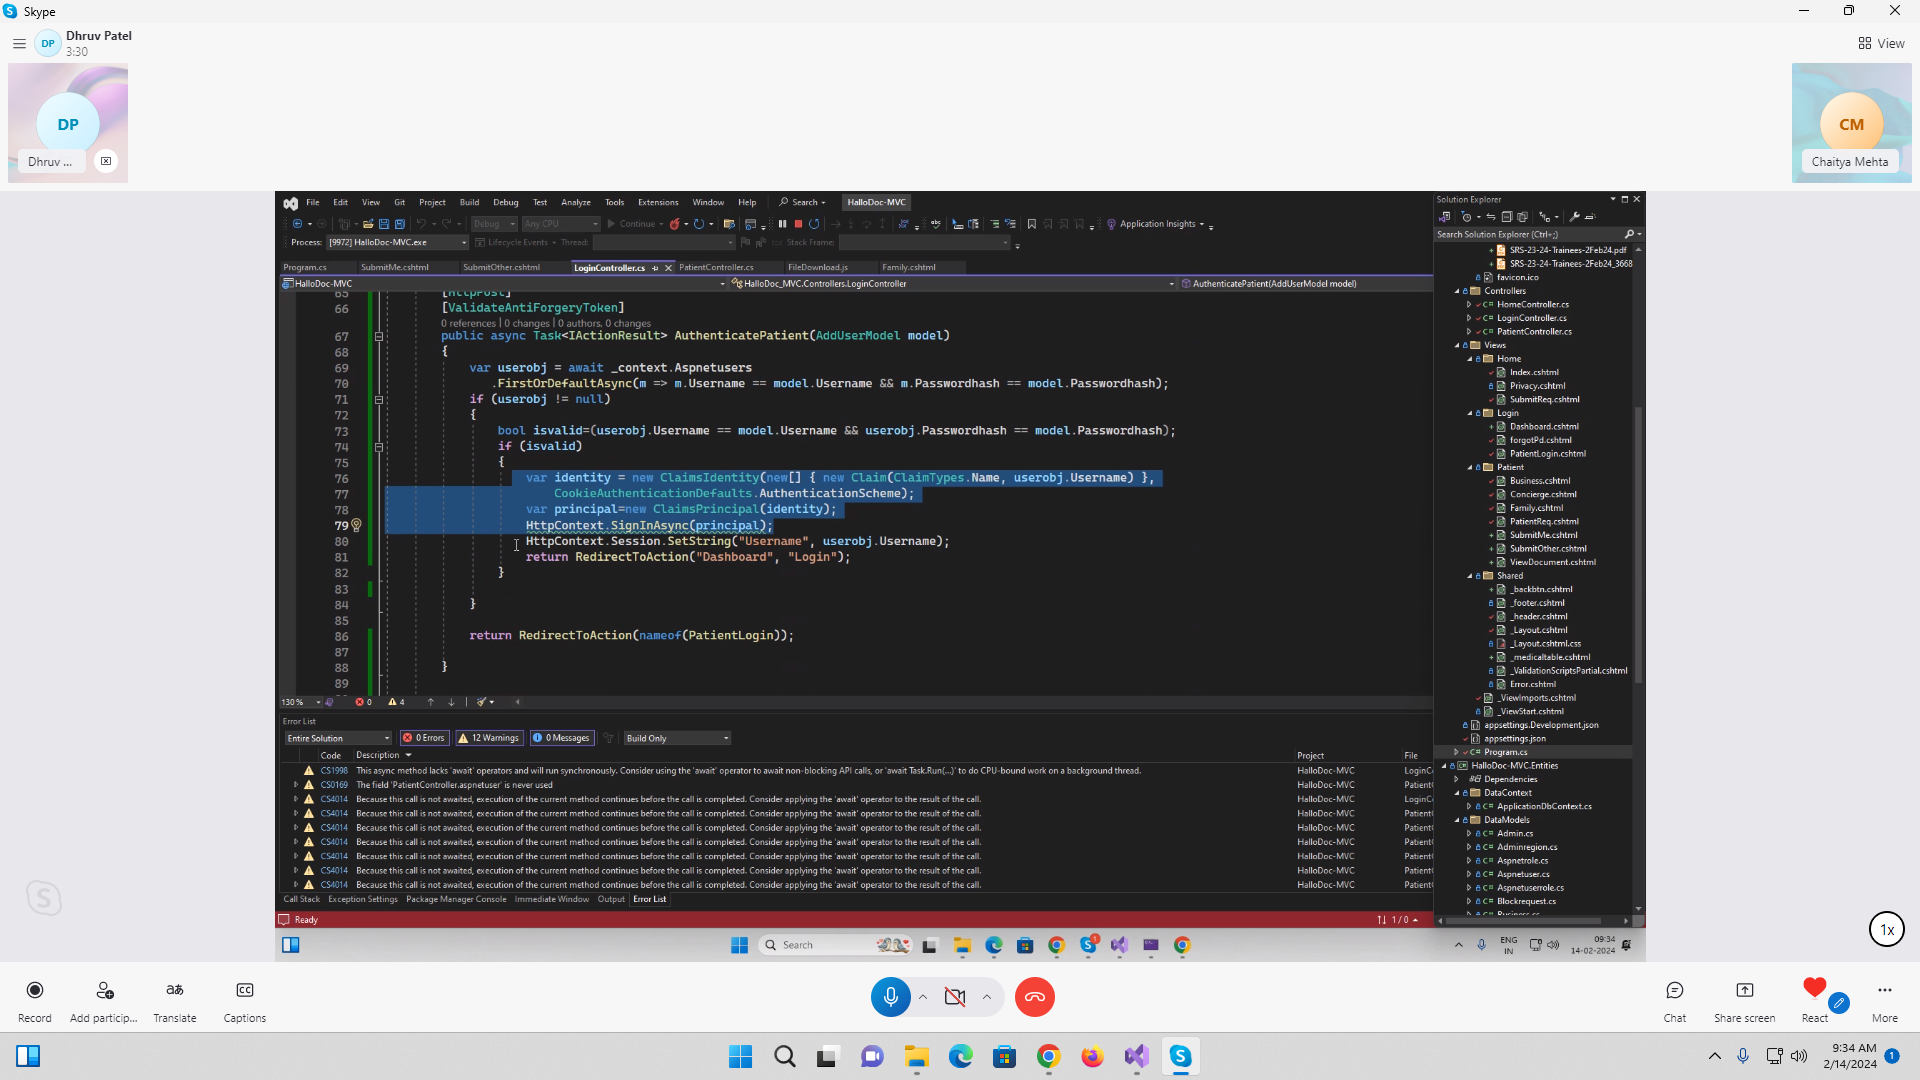 Skype
DP
Dhruv Patel
3:30
View
DP
Dhruv ...
CM
Chaitya Mehta
File Edit View Git Project Build Debug Test Analyze Tools Extensions Window Help Search HalloDoc-MVC
Debug Any CPU Continue Application Insights
Process: [9972] HalloDoc-MVC.exe Lifecycle Events Thread: Stack Frame:
Program.cs SubmitMe.cshtml SubmitOther.cshtml LoginController.cs PatientController.cs FileDownload.js Family.cshtml
HalloDoc-MVC HalloDoc_MVC.Controllers.LoginController AuthenticatePatient(AddUserModel model)
65 [HttpPost]
66 [ValidateAntiForgeryToken]
0 references | 0 changes | 0 authors, 0 changes
67 public async Task<IActionResult> AuthenticatePatient(AddUserModel model)
68 {
69 var userobj = await _context.Aspnetusers
70 .FirstOrDefaultAsync(m => m.Username == model.Username && m.Passwordhash == model.Passwordhash);
71 if (userobj != null)
72 {
73 bool isvalid=(userobj.Username == model.Username && userobj.Passwordhash == model.Passwordhash);
74 if (isvalid)
75 {
76 var identity = new ClaimsIdentity(new[] { new Claim(ClaimTypes.Name, userobj.Username) },
77 CookieAuthenticationDefaults.AuthenticationScheme);
78 var principal=new ClaimsPrincipal(identity);
79 HttpContext.SignInAsync(principal);
80 HttpContext.Session.SetString("Username", userobj.Username);
81 return RedirectToAction("Dashboard", "Login");
82 }
83
84 }
85
86 return RedirectToAction(nameof(PatientLogin));
87
88 }
89
130 % 0 4
Error List
Entire Solution 0 Errors 12 Warnings 0 Messages Build Only
Code Description Project File
CS1998 This async method lacks 'await' operators and will run synchronously. Consider using the 'await' operator to await non-blocking API calls, or 'await Task.Run(...)' to do CPU-bound work on a background thread. HalloDoc-MVC LoginCo
CS0169 The field 'PatientController.aspnetuser' is never used HalloDoc-MVC Patient
CS4014 Because this call is not awaited, execution of the current method continues before the call is completed. Consider applying the 'await' operator to the result of the call. HalloDoc-MVC LoginCo
CS4014 Because this call is not awaited, execution of the current method continues before the call is completed. Consider applying the 'await' operator to the result of the call. HalloDoc-MVC Patient
CS4014 Because this call is not awaited, execution of the current method continues before the call is completed. Consider applying the 'await' operator to the result of the call. HalloDoc-MVC Patient
CS4014 Because this call is not awaited, execution of the current method continues before the call is completed. Consider applying the 'await' operator to the result of the call. HalloDoc-MVC Patient
CS4014 Because this call is not awaited, execution of the current method continues before the call is completed. Consider applying the 'await' operator to the result of the call. HalloDoc-MVC Patient
CS4014 Because this call is not awaited, execution of the current method continues before the call is completed. Consider applying the 'await' operator to the result of the call. HalloDoc-MVC Patient
CS4014 Because this call is not awaited, execution of the current method continues before the call is completed. Consider applying the 'await' operator to the result of the call. HalloDoc-MVC Patient
Call Stack Exception Settings Package Manager Console Immediate Window Output Error List
Ready 1 / 0
Solution Explorer
Search Solution Explorer (Ctrl+;)
SRS-23-24-Trainees-2Feb24.pdf
SRS-23-24-Trainees-2Feb24_3668
favicon.ico
Controllers
HomeController.cs
LoginController.cs
PatientController.cs
Views
Home
Index.cshtml
Privacy.cshtml
SubmitReq.cshtml
Login
Dashboard.cshtml
forgotPd.cshtml
PatientLogin.cshtml
Patient
Business.cshtml
Concierge.cshtml
Family.cshtml
PatientReq.cshtml
SubmitMe.cshtml
SubmitOther.cshtml
ViewDocument.cshtml
Shared
_backbtn.cshtml
_footer.cshtml
_header.cshtml
_Layout.cshtml
_Layout.cshtml.css
_medicaltable.cshtml
_ValidationScriptsPartial.cshtml
Error.cshtml
_ViewImports.cshtml
_ViewStart.cshtml
appsettings.Development.json
appsettings.json
Program.cs
HalloDoc-MVC.Entities
Dependencies
DataContext
ApplicationDbContext.cs
DataModels
Admin.cs
Adminregion.cs
Aspnetrole.cs
Aspnetuser.cs
Aspnetuserrole.cs
Blockrequest.cs
Business.cs
Search
ENG
IN
09:34
14-02-2024
1x
Record Add particip... Translate Captions
Chat Share screen React More
9:34 AM
2/14/2024
1